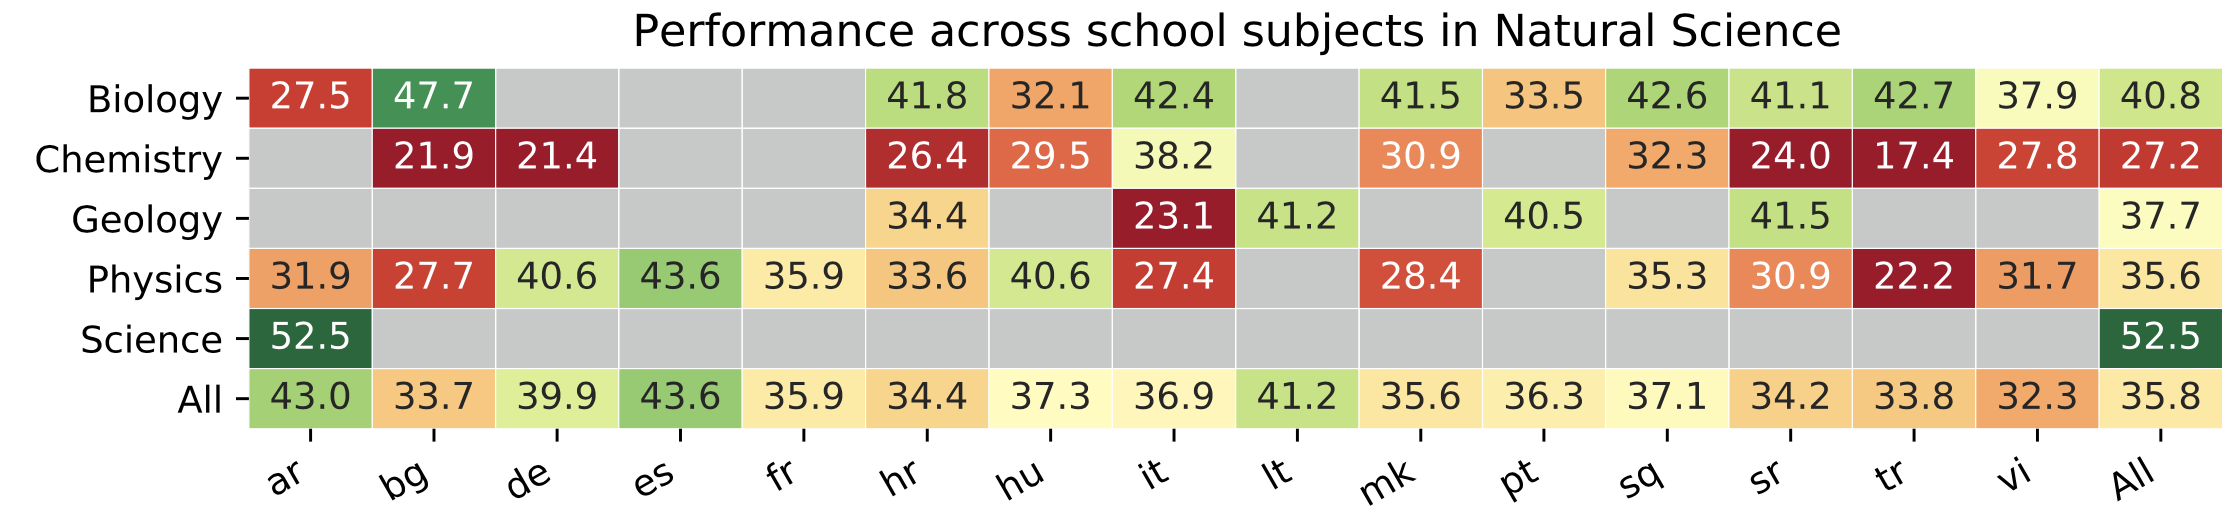 Performance across school subjects in Natural Science
Biology 27.5 47.7 41.8 32.1 42.4 41.5 33.5 42.6 41.1 42.7 37.9 40.8
Chemistry 21.9 21.4 26.4 29.5 38.2 30.9 32.3 24.0 17.4 27.8 27.2
Geology 34.4 23.1 41.2 40.5 41.5 37.7
Physics 31.9 27.7 40.6 43.6 35.9 33.6 40.6 27.4 28.4 35.3 30.9 22.2 31.7 35.6
Science 52.5 52.5
All 43.0 33.7 39.9 43.6 35.9 34.4 37.3 36.9 41.2 35.6 36.3 37.1 34.2 33.8 32.3 35.8
ar bg de es fr hr hu it lt mk pt sq sr tr vi All